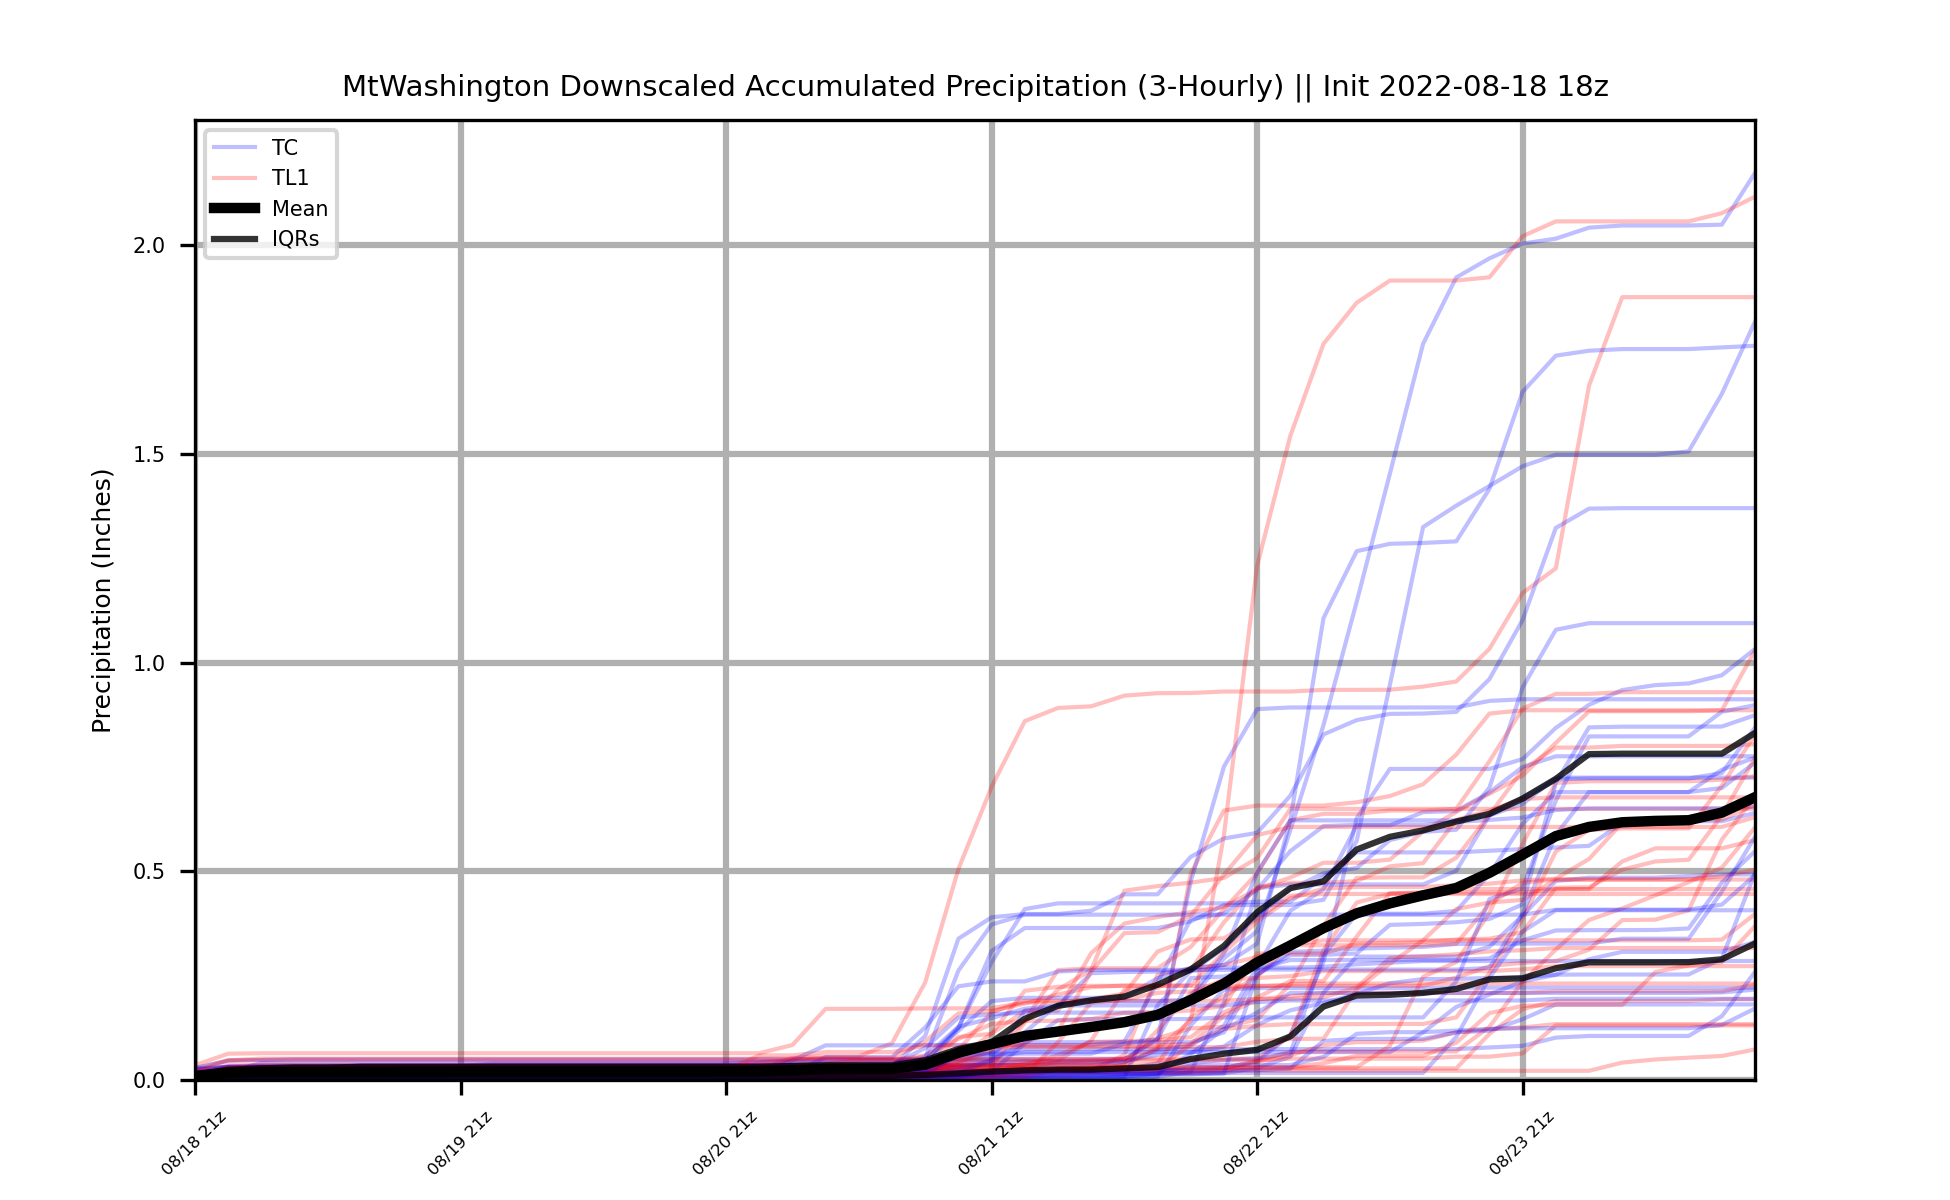 MtWashington Downscaled Accumulated Precipitation (3-Hourly) || Init 2022-08-18 18z
TC
TL1
Mean
IQRs
Precipitation (Inches)
2.0
1.5
1.0
0.5
0.0
08/18 21z
08/19 21z
08/20 21z
08/21 21z
08/22 21z
08/23 21z